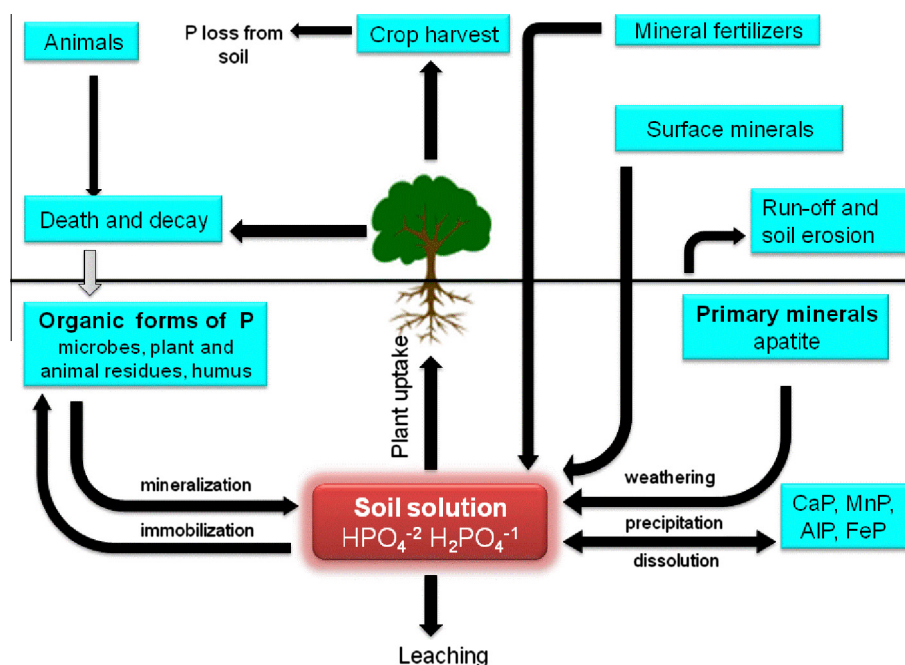 Animals
P loss from
soil
Crop harvest
Mineral fertilizers
Surface minerals
Death and decay
Run-off and
soil erosion
Organic forms of P
microbes, plant and
animal residues, humus
Primary minerals
apatite
Plant uptake
mineralization
immobilization
Soil solution
HPO₄⁻² H₂PO₄⁻¹
weathering
precipitation
dissolution
CaP, MnP,
AlP, FeP
Leaching